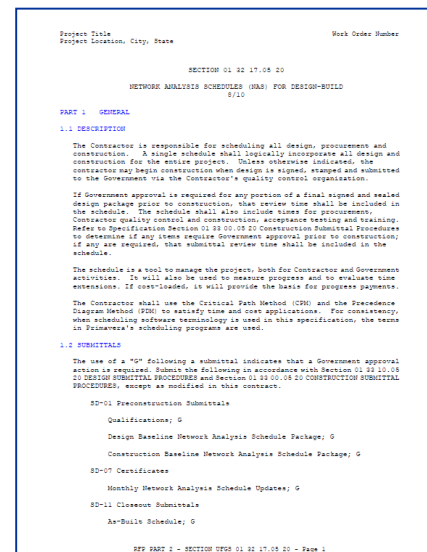 Project Title Work Order Number
Project Location, City, State
SECTION 01 32 17.05 20
NETWORK ANALYSIS SCHEDULES (NAS) FOR DESIGN-BUILD
8/10
PART 1 GENERAL
1.1 DESCRIPTION
The Contractor is responsible for scheduling all design, procurement and
construction. A single schedule shall logically incorporate all design and
construction for the entire project. Unless otherwise indicated, the
contractor may begin construction when design is signed, stamped and submitted
to the Government via the Contractor's quality control organization.
If Government approval is required for any portion of a final signed and sealed
design package prior to construction, that review time shall be included in
the schedule. The schedule shall also include times for procurement,
Contractor quality control and construction, acceptance testing and training.
Refer to Specification Section 01 33 00.05 20 Construction Submittal Procedures
to determine if any items require Government approval prior to construction;
if any are required, that submittal review time shall be included in the
schedule.
The schedule is a tool to manage the project, both for Contractor and Government
activities. It will also be used to measure progress and to evaluate time
extensions. If cost-loaded, it will provide the basis for progress payments.
The Contractor shall use the Critical Path Method (CPM) and the Precedence
Diagram Method (PDM) to satisfy time and cost applications. For consistency,
when scheduling software terminology is used in this specification, the terms
in Primavera's scheduling programs are used.
1.2 SUBMITTALS
The use of a "G" following a submittal indicates that a Government approval
action is required. Submit the following in accordance with Section 01 33 10.05
20 DESIGN SUBMITTAL PROCEDURES and Section 01 33 00.05 20 CONSTRUCTION SUBMITTAL
PROCEDURES, except as modified in this contract.
SD-01 Preconstruction Submittals
Qualifications; G
Design Baseline Network Analysis Schedule Package; G
Construction Baseline Network Analysis Schedule Package; G
SD-07 Certificates
Monthly Network Analysis Schedule Updates; G
SD-11 Closeout Submittals
As-Built Schedule; G
RFP PART 2 - SECTION UFGS 01 32 17.05 20 - Page 1